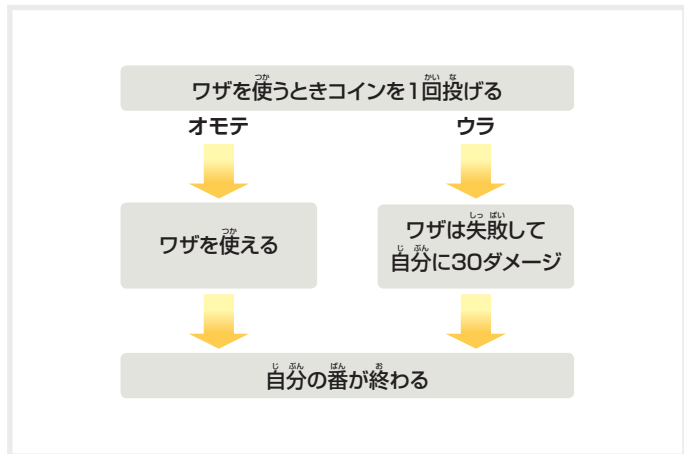 ワザを使うときコインを1回投げる
オモテ
ウラ
ワザを使える
ワザは失敗して
自分に30ダメージ
自分の番が終わる